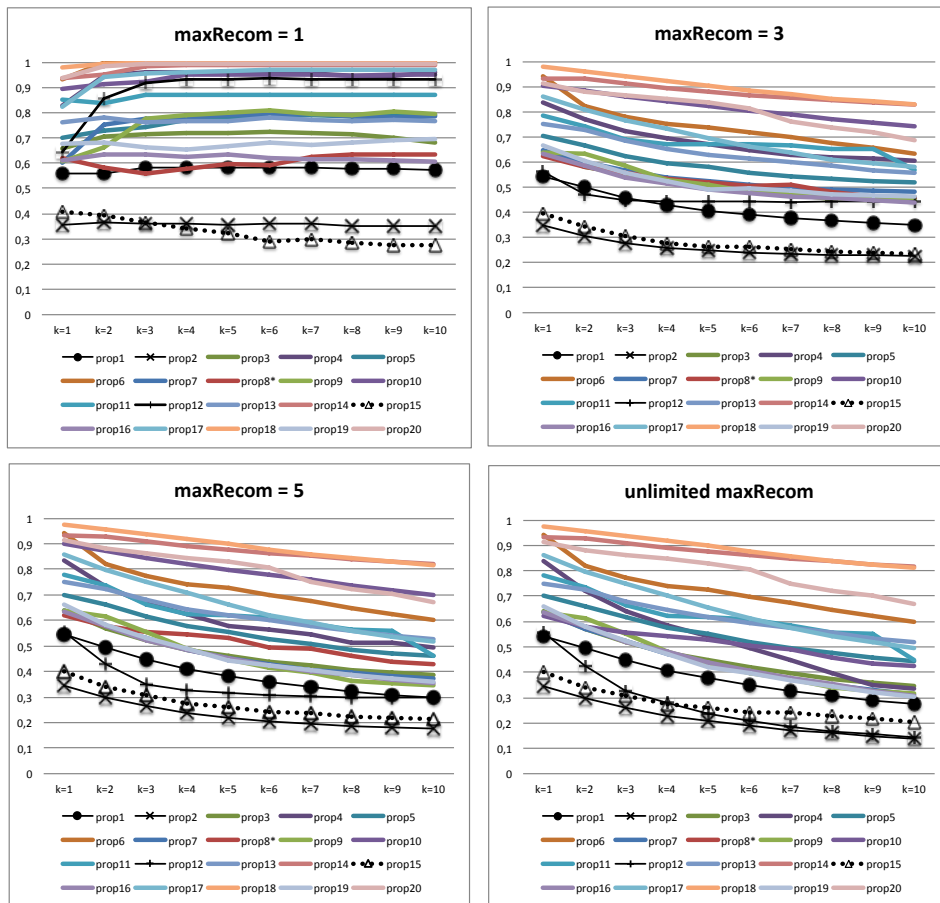 maxRecom = 1
1
0,9
0,8
0,7
0,6
0,5
0,4
0,3
0,2
0,1
0
k=1 k=2 k=3 k=4 k=5 k=6 k=7 k=8 k=9 k=10
prop1 prop2 prop3 prop4 prop5
prop6 prop7 prop8* prop9 prop10
prop11 prop12 prop13 prop14 prop15
prop16 prop17 prop18 prop19 prop20
maxRecom = 3
1
0,9
0,8
0,7
0,6
0,5
0,4
0,3
0,2
0,1
0
k=1 k=2 k=3 k=4 k=5 k=6 k=7 k=8 k=9 k=10
prop1 prop2 prop3 prop4 prop5
prop6 prop7 prop8* prop9 prop10
prop11 prop12 prop13 prop14 prop15
prop16 prop17 prop18 prop19 prop20
maxRecom = 5
1
0,9
0,8
0,7
0,6
0,5
0,4
0,3
0,2
0,1
0
k=1 k=2 k=3 k=4 k=5 k=6 k=7 k=8 k=9 k=10
prop1 prop2 prop3 prop4 prop5
prop6 prop7 prop8* prop9 prop10
prop11 prop12 prop13 prop14 prop15
prop16 prop17 prop18 prop19 prop20
unlimited maxRecom
1
0,9
0,8
0,7
0,6
0,5
0,4
0,3
0,2
0,1
0
k=1 k=2 k=3 k=4 k=5 k=6 k=7 k=8 k=9 k=10
prop1 prop2 prop3 prop4 prop5
prop6 prop7 prop8* prop9 prop10
prop11 prop12 prop13 prop14 prop15
prop16 prop17 prop18 prop19 prop20